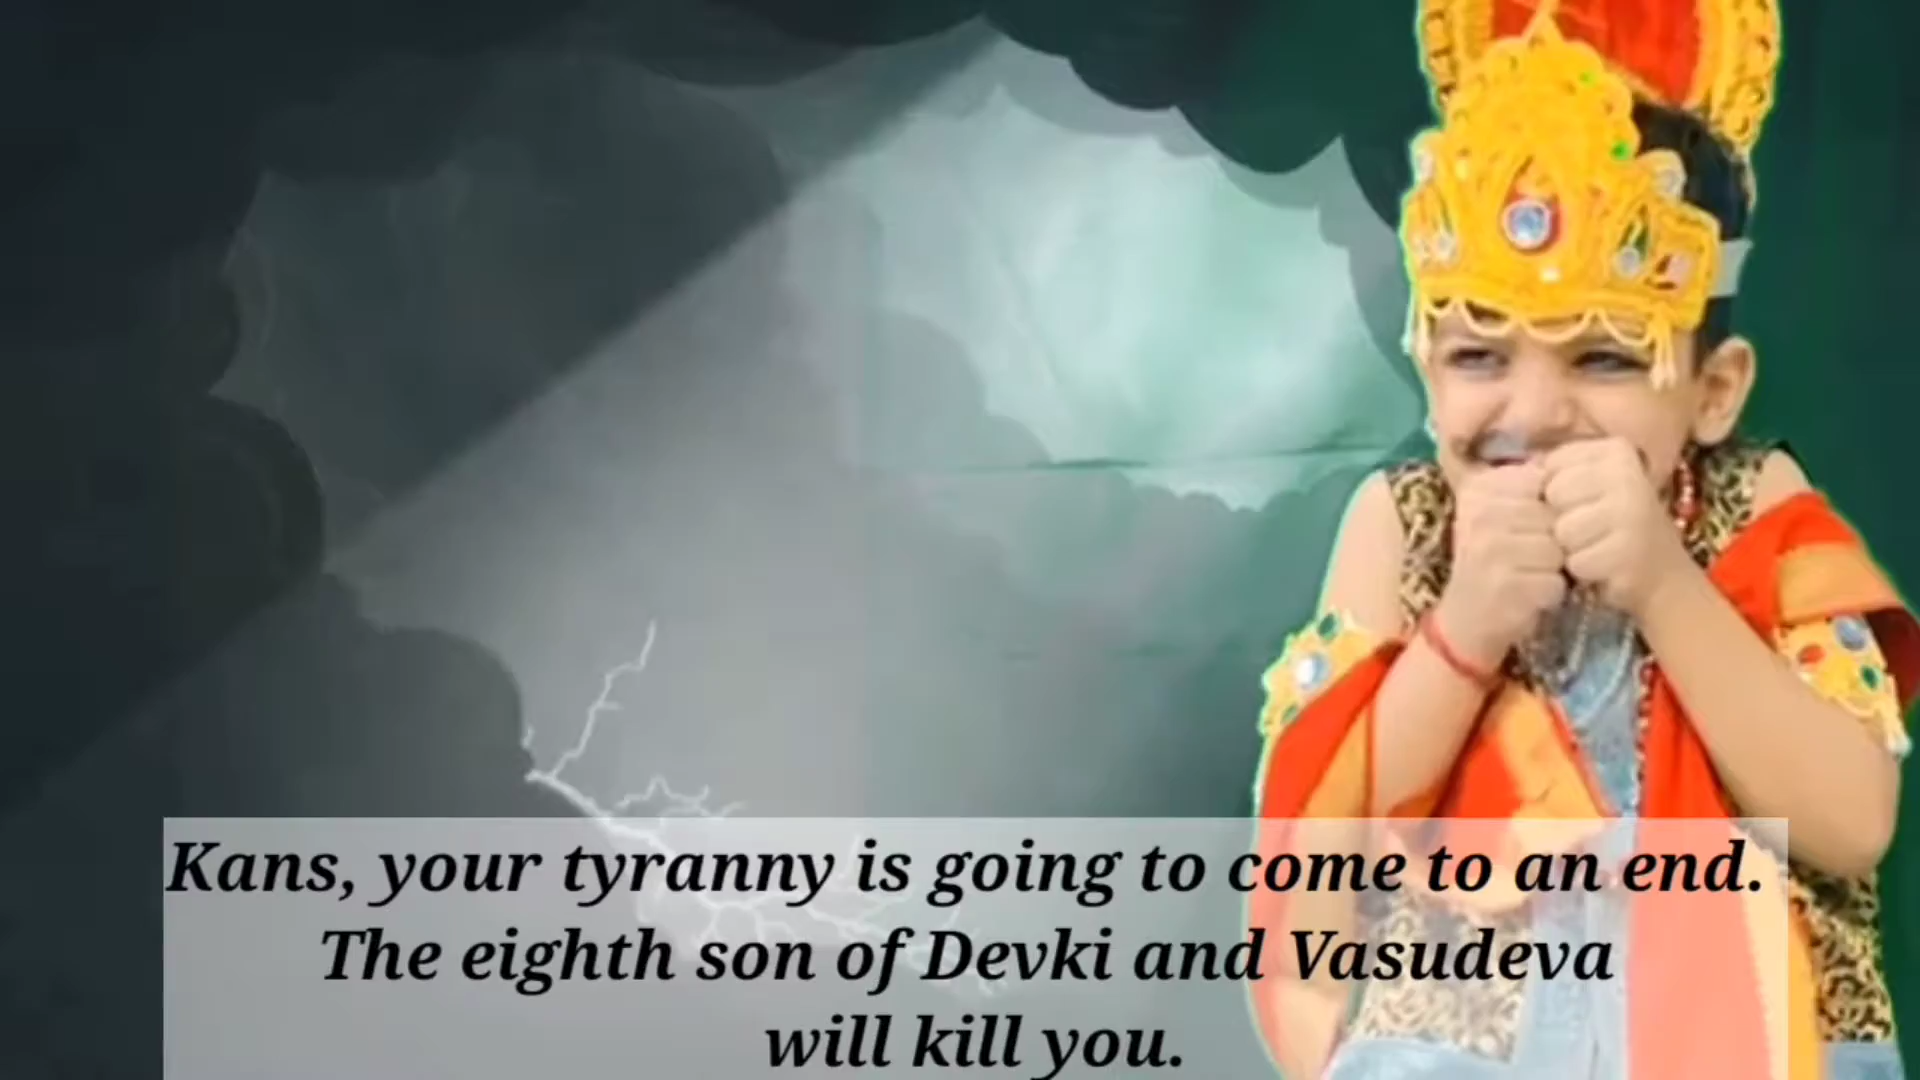 Kans, your tyranny is going to come to an end.
The eighth son of Devki and Vasudeva
will kill you.